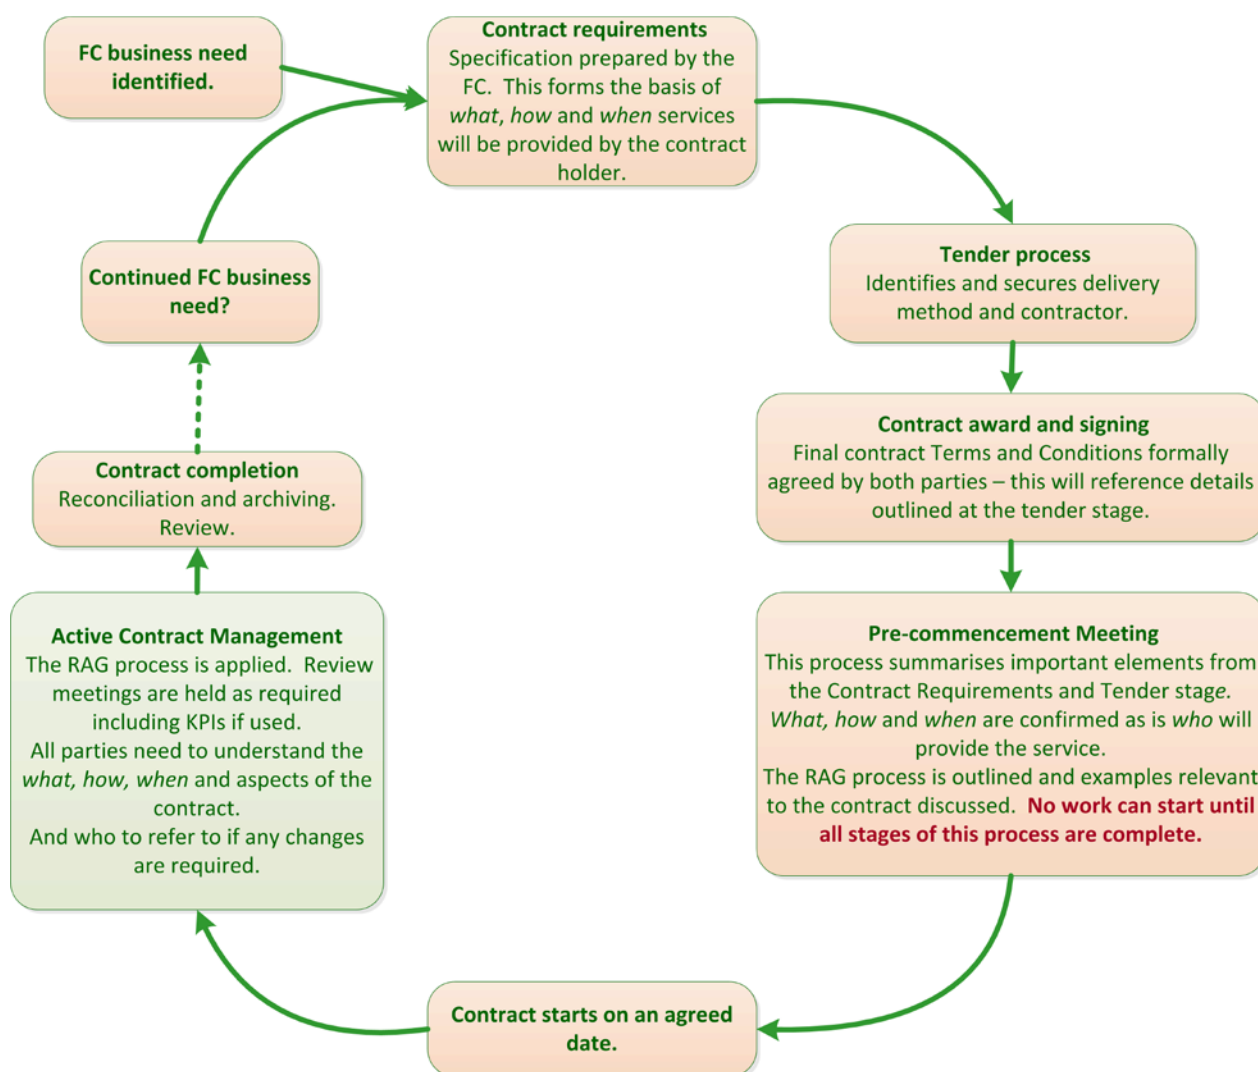 FC business need
identified.
Contract requirements
Specification prepared by the
FC.  This forms the basis of
what, how and when services
will be provided by the contract
holder.
Tender process
Identifies and secures delivery
method and contractor.
Contract award and signing
Final contract Terms and Conditions formally
agreed by both parties – this will reference details
outlined at the tender stage.
Pre-commencement Meeting
This process summarises important elements from
the Contract Requirements and Tender stage.
What, how and when are confirmed as is who will
provide the service.
The RAG process is outlined and examples relevant
to the contract discussed.  No work can start until
all stages of this process are complete.
Contract starts on an agreed
date.
Active Contract Management
The RAG process is applied.  Review
meetings are held as required
including KPIs if used.
All parties need to understand the
what, how, when and aspects of the
contract.
And who to refer to if any changes
are required.
Contract completion
Reconciliation and archiving.
Review.
Continued FC business
need?